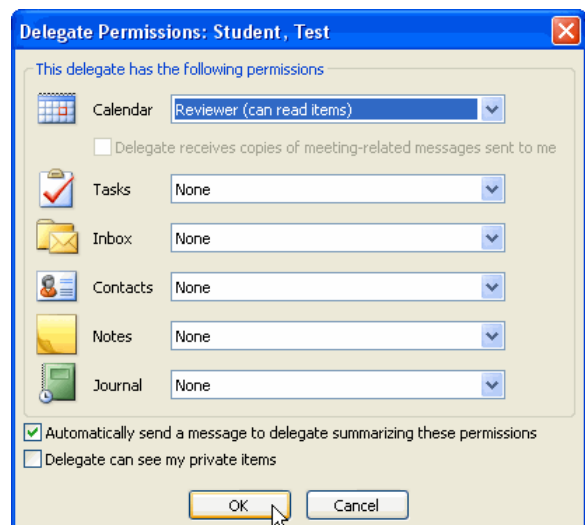 Delegate Permissions: Student, Test
This delegate has the following permissions
Calendar Reviewer (can read items)
Delegate receives copies of meeting-related messages sent to me
Tasks None
Inbox None
Contacts None
Notes None
Journal None
Automatically send a message to delegate summarizing these permissions
Delegate can see my private items
OK Cancel